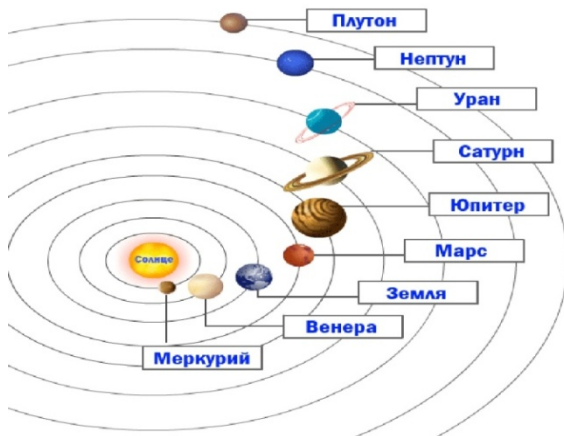 Плутон
Нептун
Уран
Сатурн
Юпитер
Марс
Солнце
Земля
Венера
Меркурий